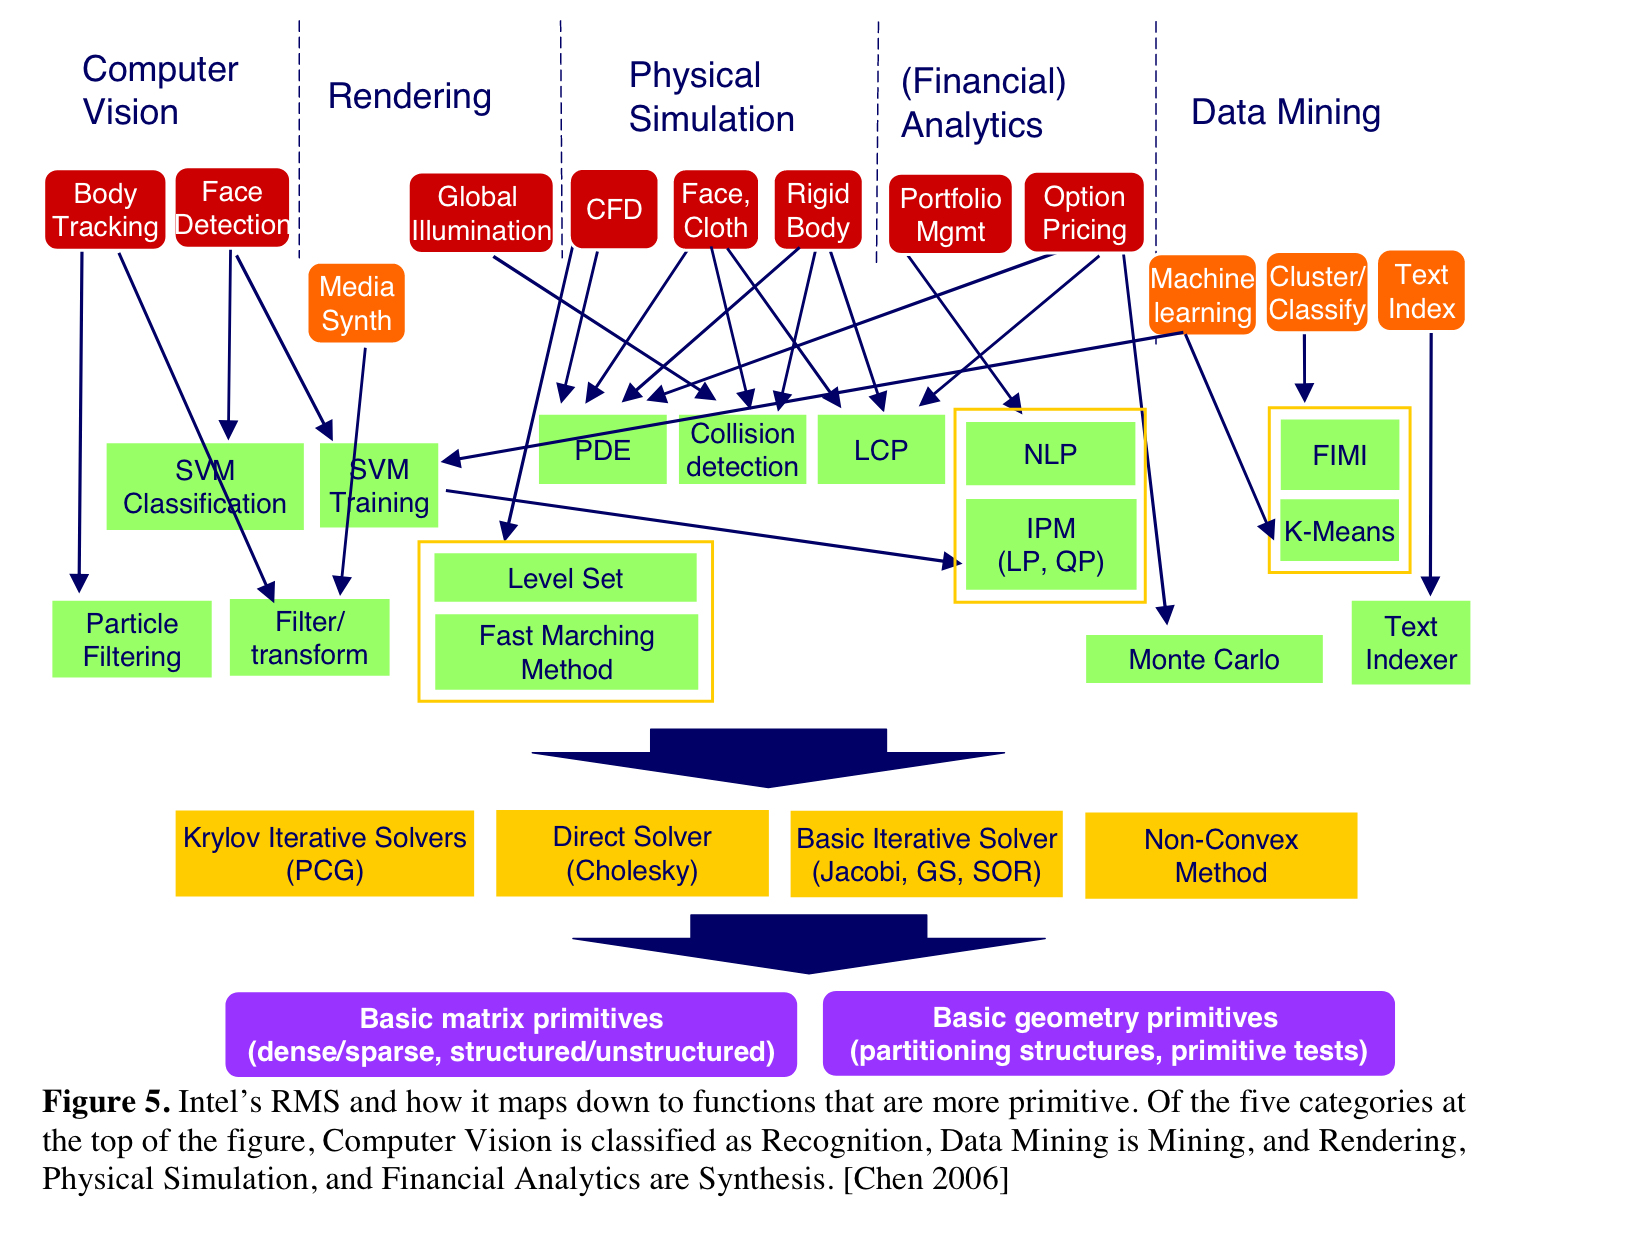 Computer
Vision
Rendering
Physical
Simulation
(Financial)
Analytics
Data Mining
Body
Tracking
Face
Detection
Global
Illumination
CFD
Face,
Cloth
Rigid
Body
Portfolio
Mgmt
Option
Pricing
Media
Synth
Machine
learning
Cluster/
Classify
Text
Index
SVM
Classification
SVM
Training
PDE
Collision
detection
LCP
NLP
IPM
(LP, QP)
FIMI
K-Means
Level Set
Fast Marching
Method
Particle
Filtering
Filter/
transform
Monte Carlo
Text
Indexer
Krylov Iterative Solvers
(PCG)
Direct Solver
(Cholesky)
Basic Iterative Solver
(Jacobi, GS, SOR)
Non-Convex
Method
Basic matrix primitives
(dense/sparse, structured/unstructured)
Basic geometry primitives
(partitioning structures, primitive tests)
Figure 5. Intel's RMS and how it maps down to functions that are more primitive. Of the five categories at
the top of the figure, Computer Vision is classified as Recognition, Data Mining is Mining, and Rendering,
Physical Simulation, and Financial Analytics are Synthesis. [Chen 2006]